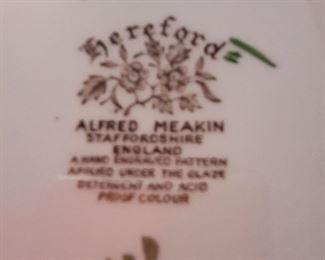 Hereford
ALFRED MEAKIN
STAFFORDSHIRE
ENGLAND
A HAND ENGRAVED PATTERN
APPLIED UNDER THE GLAZE
DETERGENT AND ACID
PROOF COLOUR